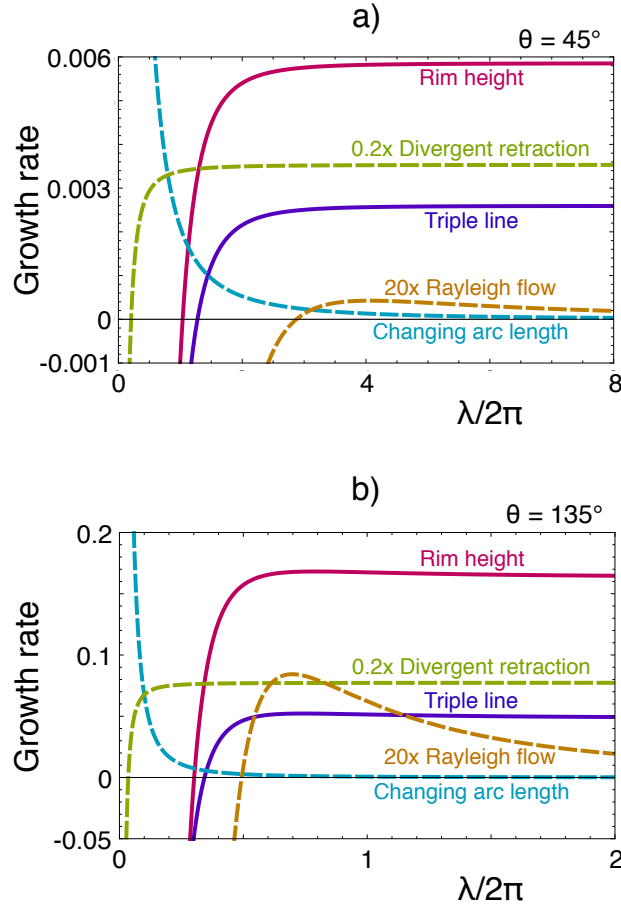 a)
θ = 45°
0.006
Rim height
0.2x Divergent retraction
0.003
Triple line
Growth rate
20x Rayleigh flow
0
Changing arc length
-0.001
0
4
8
λ/2π
b)
θ = 135°
0.2
Rim height
0.1
0.2x Divergent retraction
Triple line
Growth rate
20x Rayleigh flow
0
Changing arc length
-0.05
0
1
2
λ/2π